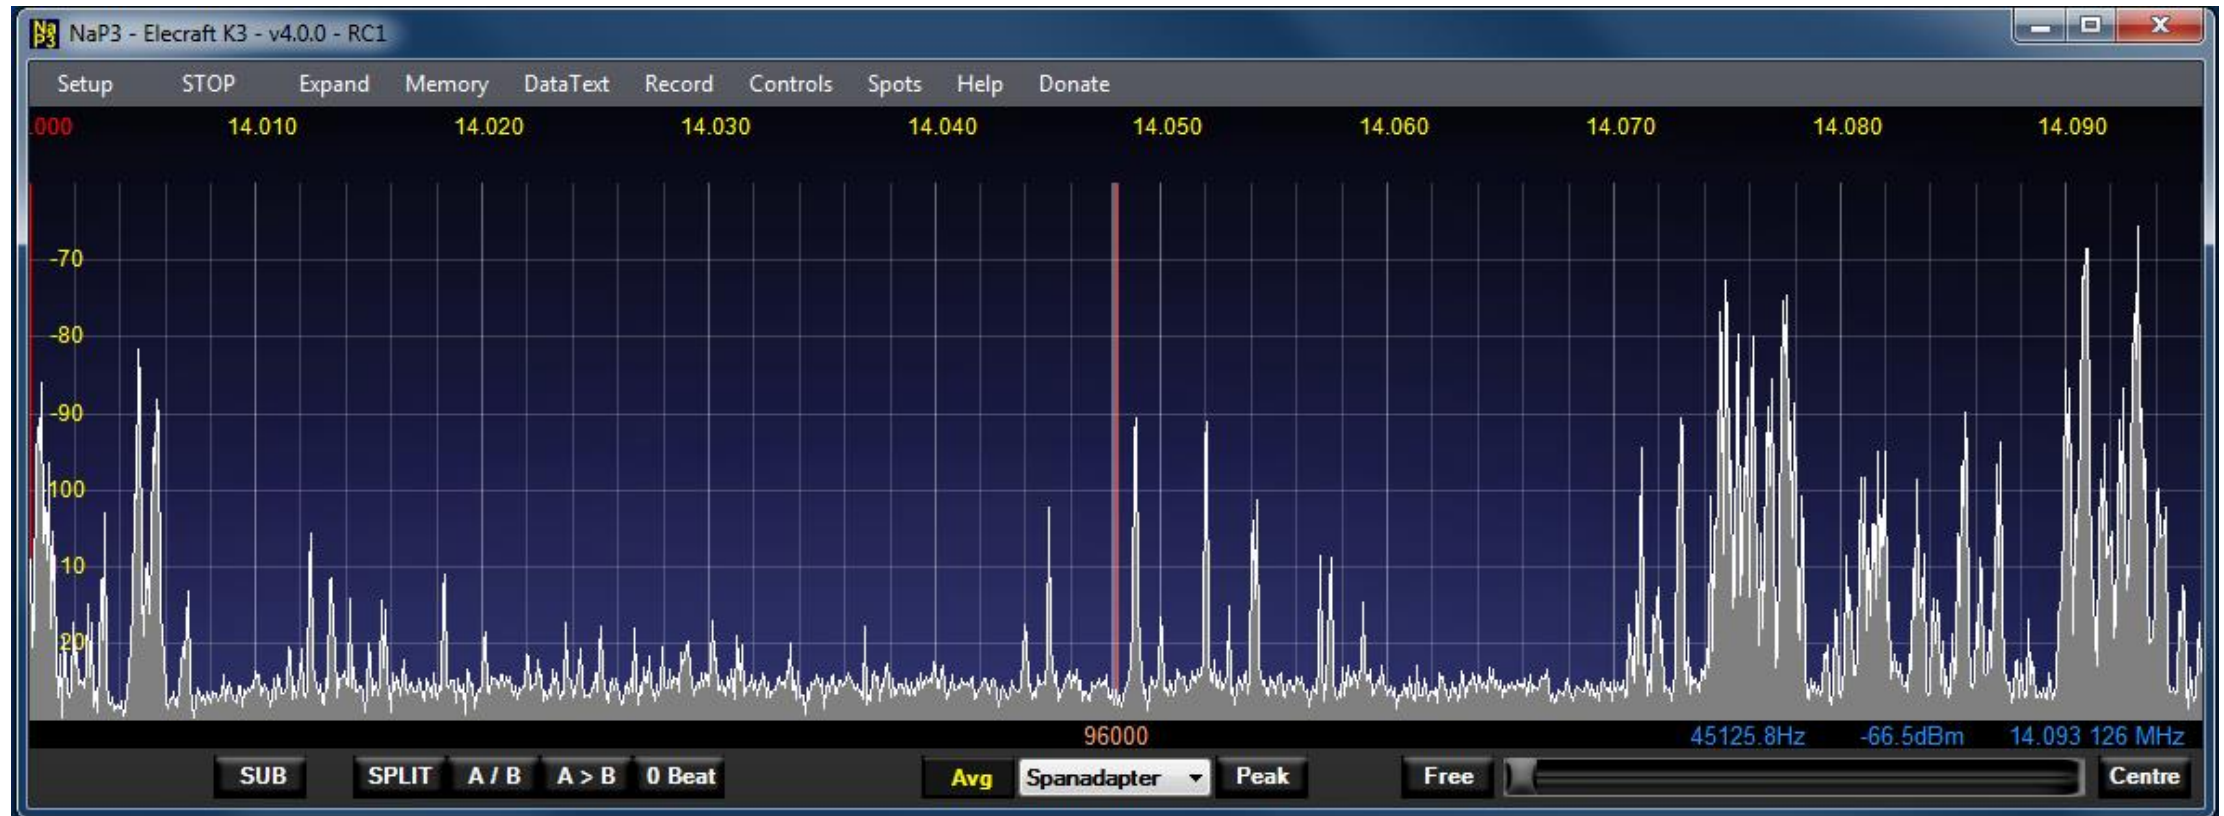 Na
P3 NaP3 - Elecraft K3 - v4.0.0 - RC1
Setup STOP Expand Memory DataText Record Controls Spots Help Donate
.000 14.010 14.020 14.030 14.040 14.050 14.060 14.070 14.080 14.090
-70
-80
-90
100
10
20
96000 45125.8Hz -66.5dBm 14.093 126 MHz
SUB SPLIT A / B A > B 0 Beat Avg Spanadapter Peak Free Centre